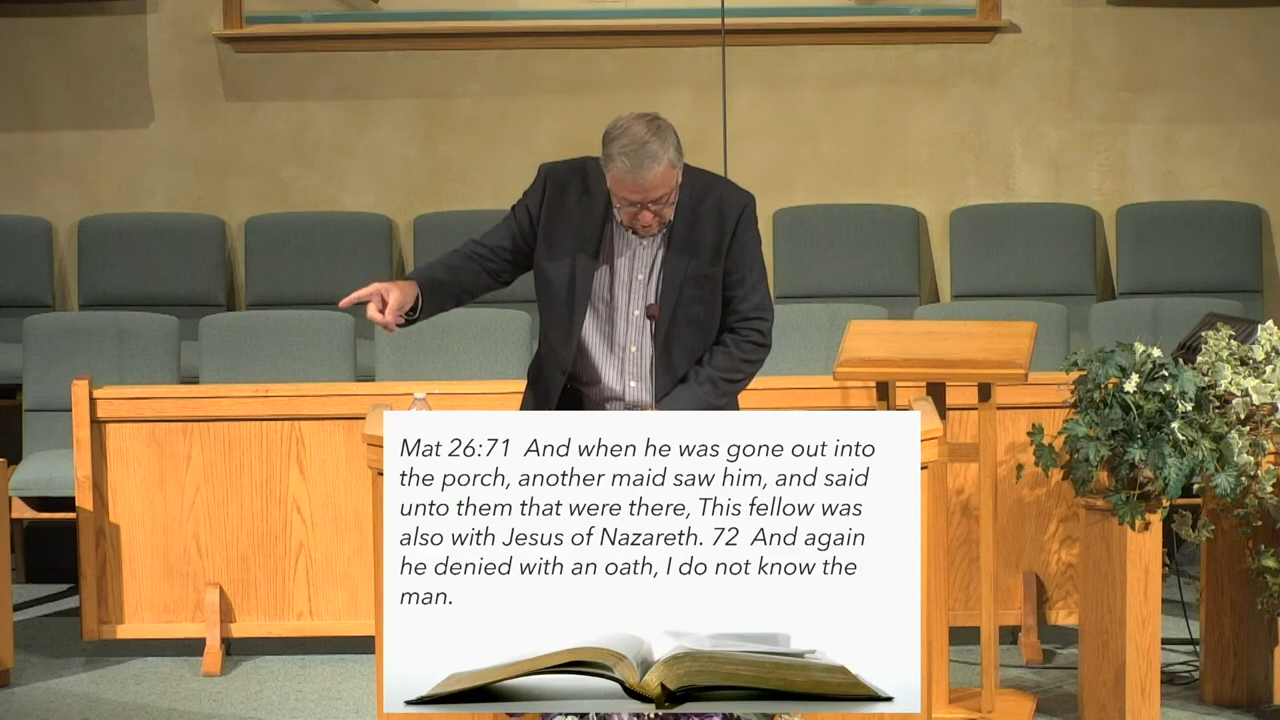 Mat 26:71  And when he was gone out into
the porch, another maid saw him, and said
unto them that were there, This fellow was
also with Jesus of Nazareth. 72  And again
he denied with an oath, I do not know the
man.